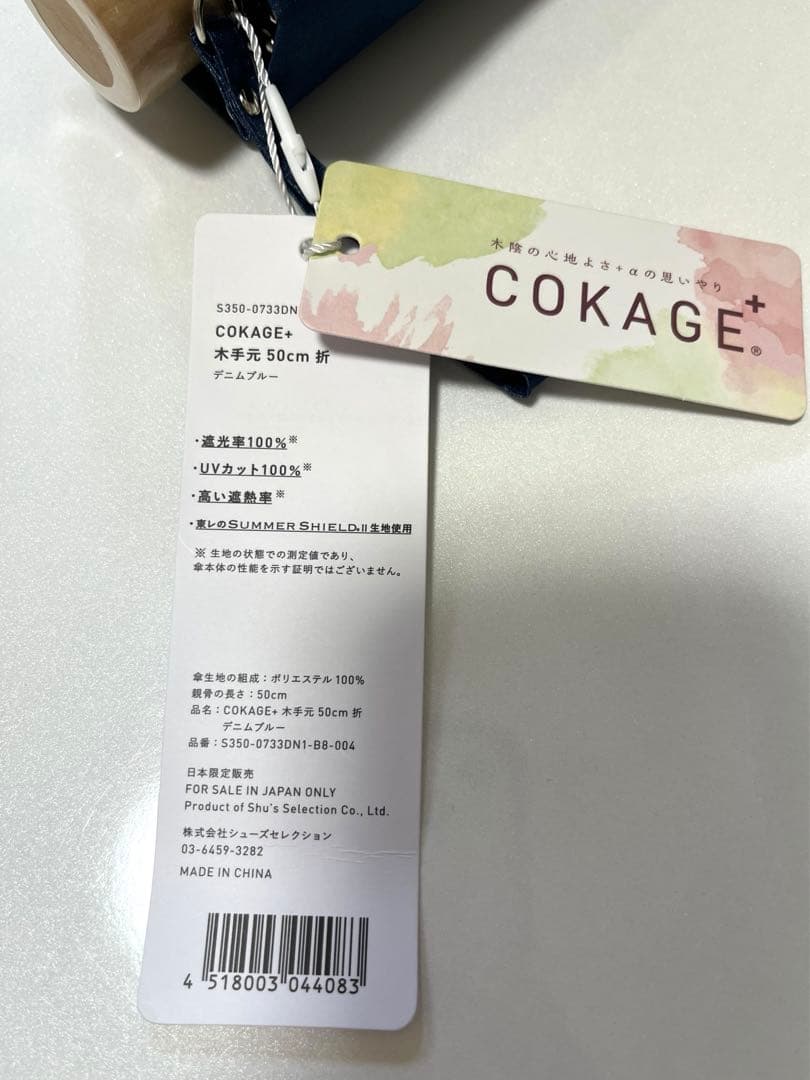 木陰の心地よさ+αの思いやり
COKAGE+®
S350-0733DN
COKAGE+
木手元 50cm 折
デニムブルー
・遮光率100%※
・UVカット100%※
・高い遮熱率※
・東レのSUMMER SHIELD®II生地使用
※ 生地の状態での測定値であり、
傘本体の性能を示す証明ではございません。
傘生地の組成：ポリエステル 100%
親骨の長さ：50cm
品名：COKAGE+ 木手元 50cm 折
デニムブルー
品番：S350-0733DN1-B8-004
日本限定販売
FOR SALE IN JAPAN ONLY
Product of Shu's Selection Co., Ltd.
株式会社シューズセレクション
03-6459-3282
MADE IN CHINA
4 518003 044083